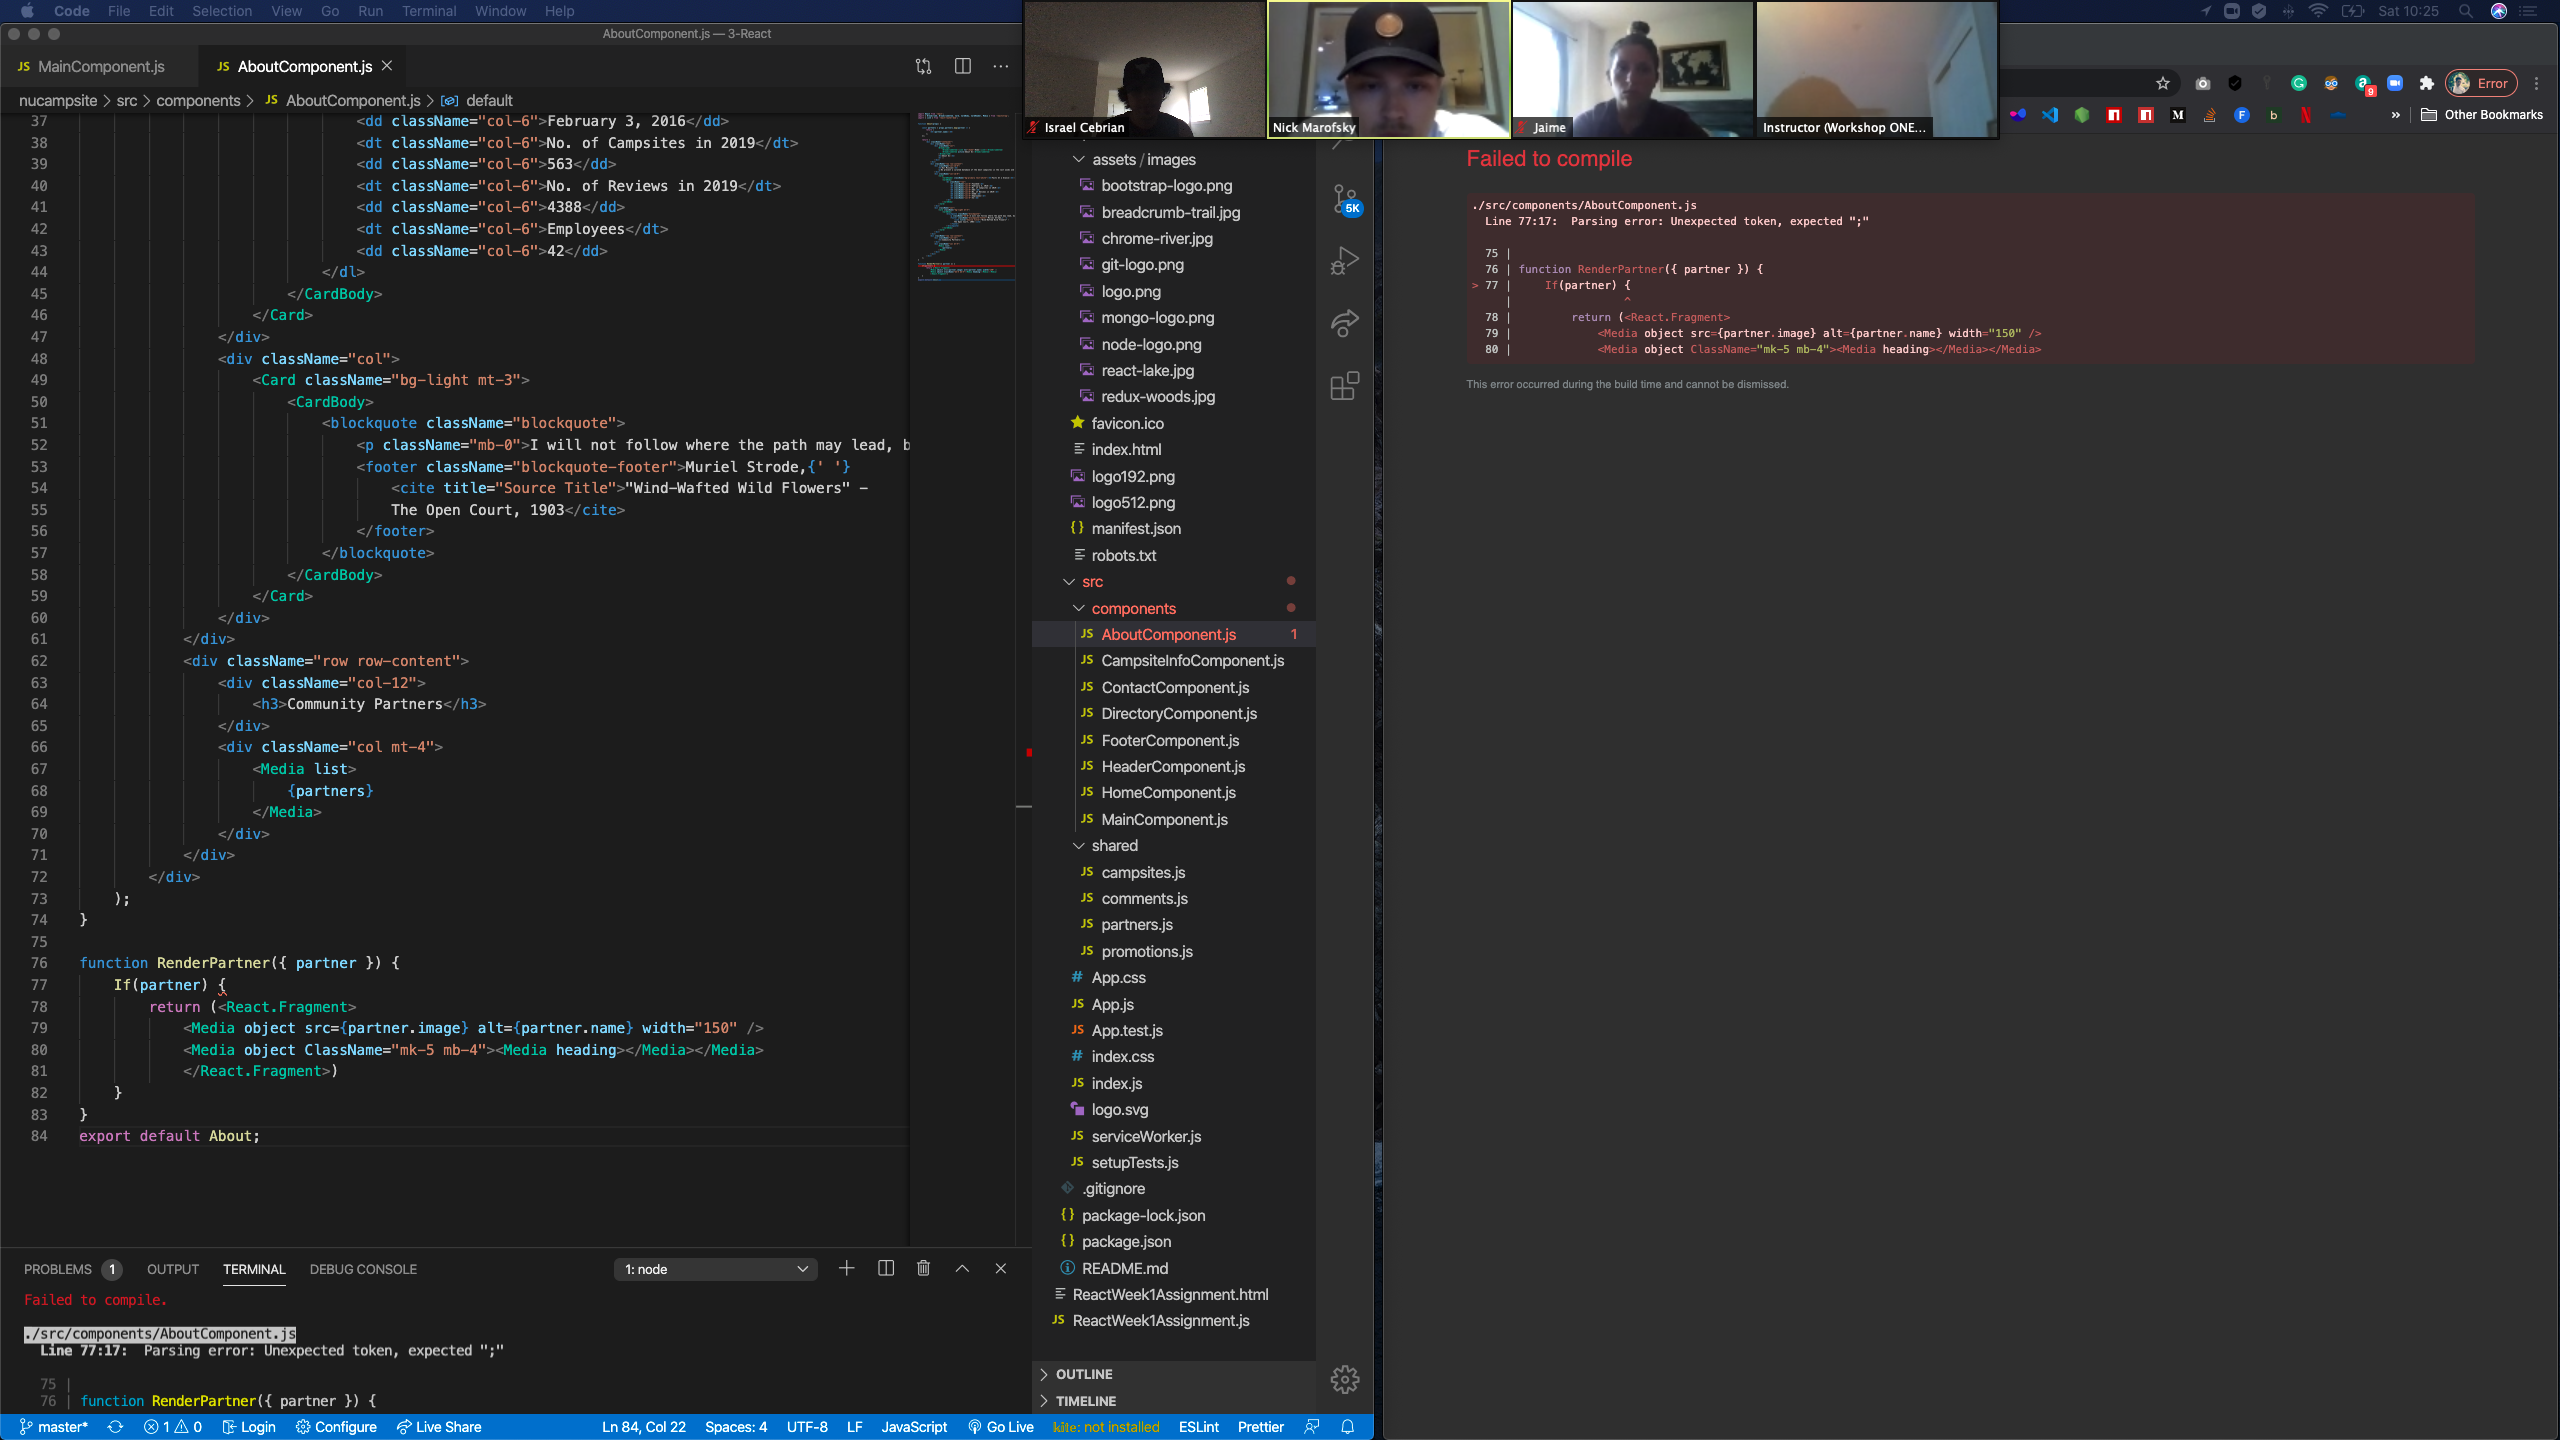 Code File Edit Selection View Go Run Terminal Window Help
Sat 10:25
AboutComponent.js — 3-React
JS MainComponent.js
JS AboutComponent.js
nucampsite > src > components > JS AboutComponent.js > default
37 <dd className="col-6">February 3, 2016</dd>
38 <dt className="col-6">No. of Campsites in 2019</dt>
39 <dd className="col-6">563</dd>
40 <dt className="col-6">No. of Reviews in 2019</dt>
41 <dd className="col-6">4388</dd>
42 <dt className="col-6">Employees</dt>
43 <dd className="col-6">42</dd>
44 </dl>
45 </CardBody>
46 </Card>
47 </div>
48 <div className="col">
49 <Card className="bg-light mt-3">
50 <CardBody>
51 <blockquote className="blockquote">
52 <p className="mb-0">I will not follow where the path may lead, b
53 <footer className="blockquote-footer">Muriel Strode,{' '}
54 <cite title="Source Title">"Wind-Wafted Wild Flowers" -
55 The Open Court, 1903</cite>
56 </footer>
57 </blockquote>
58 </CardBody>
59 </Card>
60 </div>
61 </div>
62 <div className="row row-content">
63 <div className="col-12">
64 <h3>Community Partners</h3>
65 </div>
66 <div className="col mt-4">
67 <Media list>
68 {partners}
69 </Media>
70 </div>
71 </div>
72 </div>
73 );
74 }
75
76 function RenderPartner({ partner }) {
77 If(partner) {
78 return (<React.Fragment>
79 <Media object src={partner.image} alt={partner.name} width="150" />
80 <Media object ClassName="mk-5 mb-4"><Media heading></Media></Media>
81 </React.Fragment>)
82 }
83 }
84 export default About;
PROBLEMS 1 OUTPUT TERMINAL DEBUG CONSOLE
1: node
Failed to compile.
./src/components/AboutComponent.js
Line 77:17: Parsing error: Unexpected token, expected ";"
75 |
76 | function RenderPartner({ partner }) {
master* 1 0 Login Configure Live Share
Ln 84, Col 22 Spaces: 4 UTF-8 LF JavaScript Go Live kite: not installed ESLint Prettier
Israel Cebrian
Nick Marofsky
Jaime
Instructor (Workshop ONE...
assets / images
bootstrap-logo.png
breadcrumb-trail.jpg
chrome-river.jpg
git-logo.png
logo.png
mongo-logo.png
node-logo.png
react-lake.jpg
redux-woods.jpg
favicon.ico
index.html
logo192.png
logo512.png
{} manifest.json
robots.txt
src
components
JS AboutComponent.js 1
JS CampsiteInfoComponent.js
JS ContactComponent.js
JS DirectoryComponent.js
JS FooterComponent.js
JS HeaderComponent.js
JS HomeComponent.js
JS MainComponent.js
shared
JS campsites.js
JS comments.js
JS partners.js
JS promotions.js
# App.css
JS App.js
JS App.test.js
# index.css
JS index.js
logo.svg
JS serviceWorker.js
JS setupTests.js
.gitignore
{} package-lock.json
{} package.json
README.md
ReactWeek1Assignment.html
JS ReactWeek1Assignment.js
OUTLINE
TIMELINE
5K
9
Error
Other Bookmarks
Failed to compile
./src/components/AboutComponent.js
Line 77:17: Parsing error: Unexpected token, expected ";"
75 |
76 | function RenderPartner({ partner }) {
> 77 | If(partner) {
| ^
78 | return (<React.Fragment>
79 | <Media object src={partner.image} alt={partner.name} width="150" />
80 | <Media object ClassName="mk-5 mb-4"><Media heading></Media></Media>
This error occurred during the build time and cannot be dismissed.